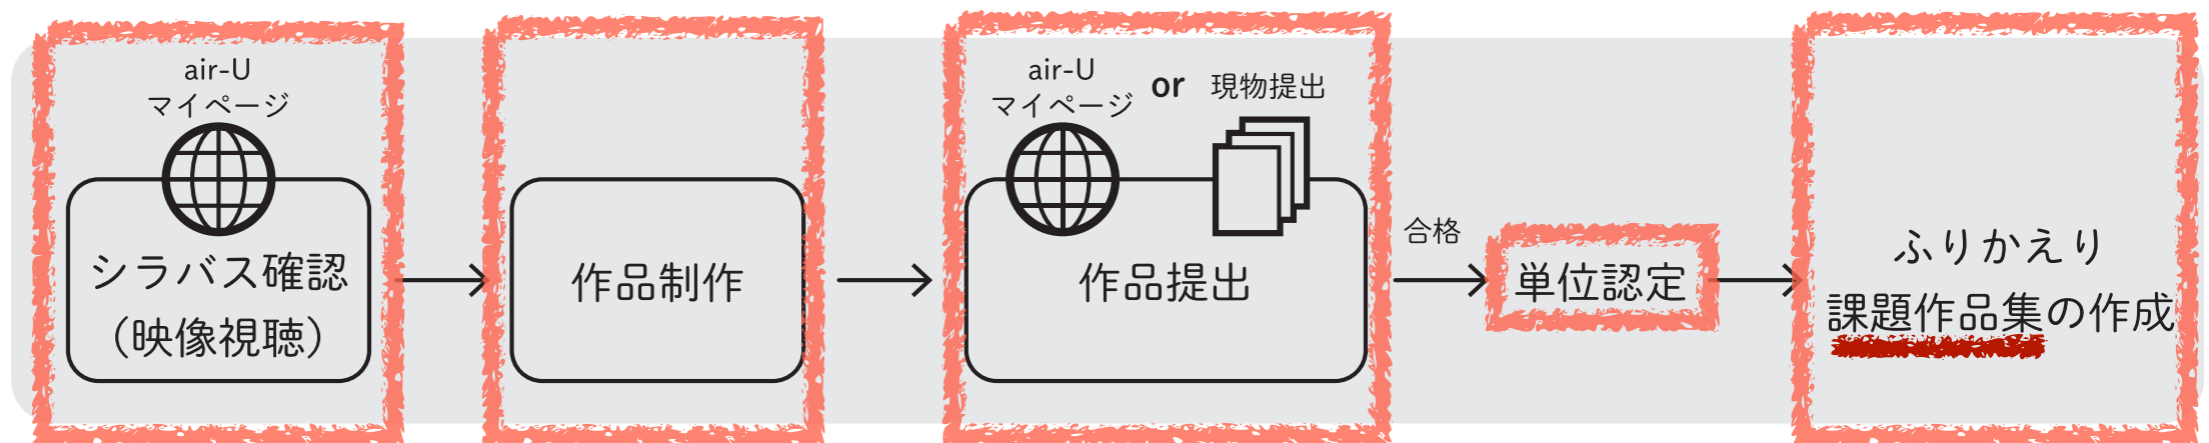 air-U
マイページ
シラバス確認
（映像視聴）
作品制作
air-U
マイページ
or
現物提出
作品提出
合格
単位認定
ふりかえり
課題作品集の作成